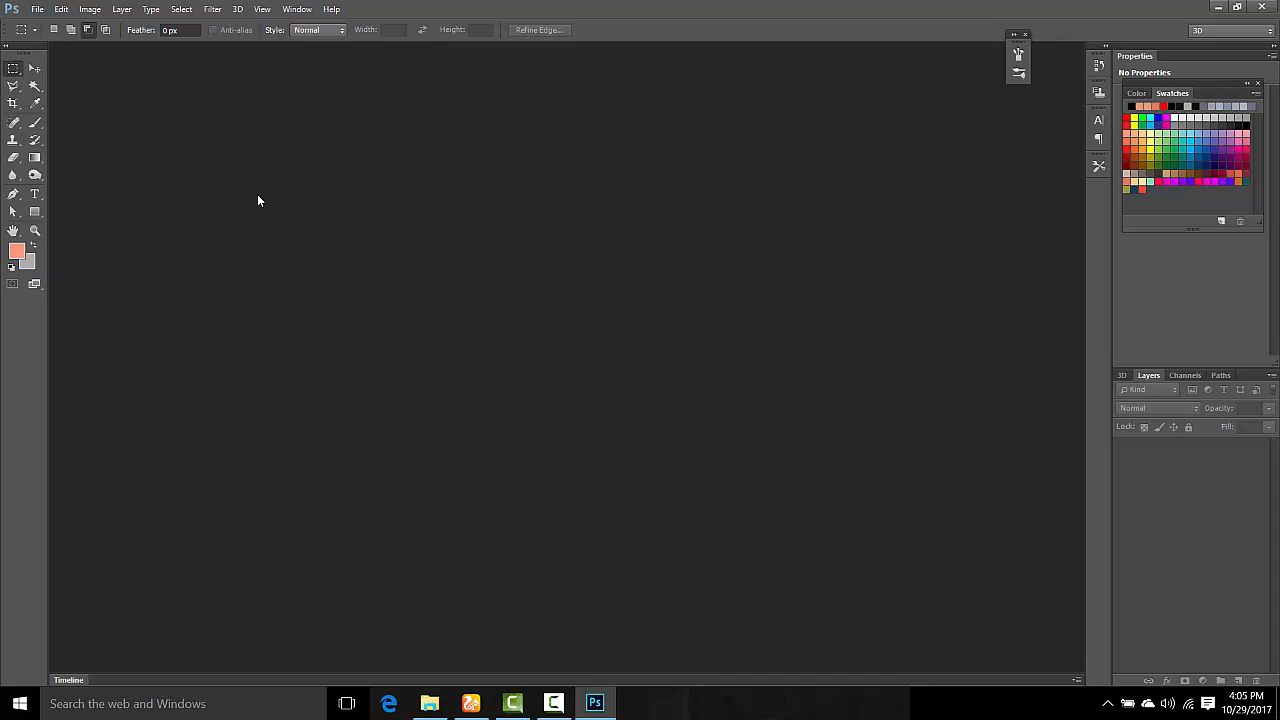 Ps File Edit Image Layer Type Select Filter 3D View Window Help
Feather: 0 px Anti-alias Style: Normal Width: Height: Refine Edge... 3D
Properties
No Properties
Color Swatches
3D Layers Channels Paths
Kind
Normal Opacity:
Lock: Fill:
Timeline
Search the web and Windows
Ps
4:05 PM
10/29/2017